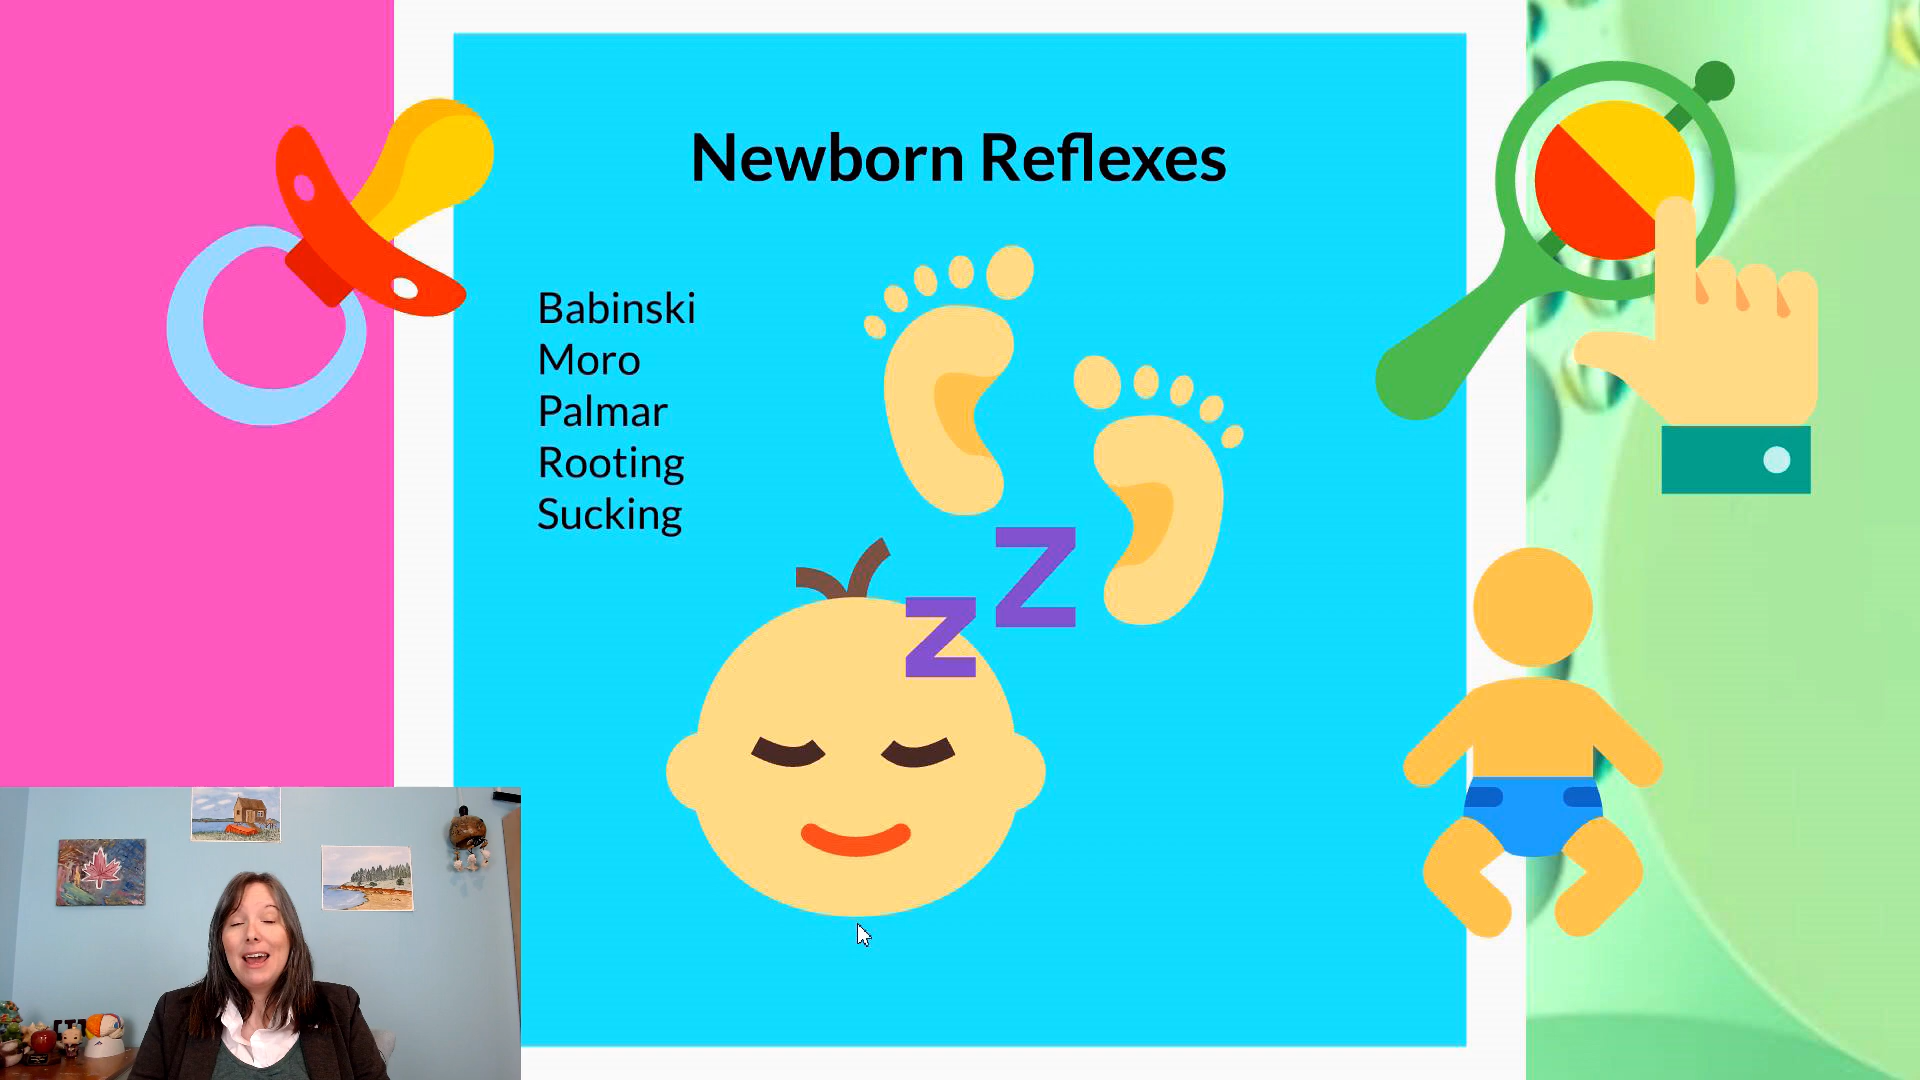 Newborn Reflexes
Babinski
Moro
Palmar
Rooting
Sucking
z Z